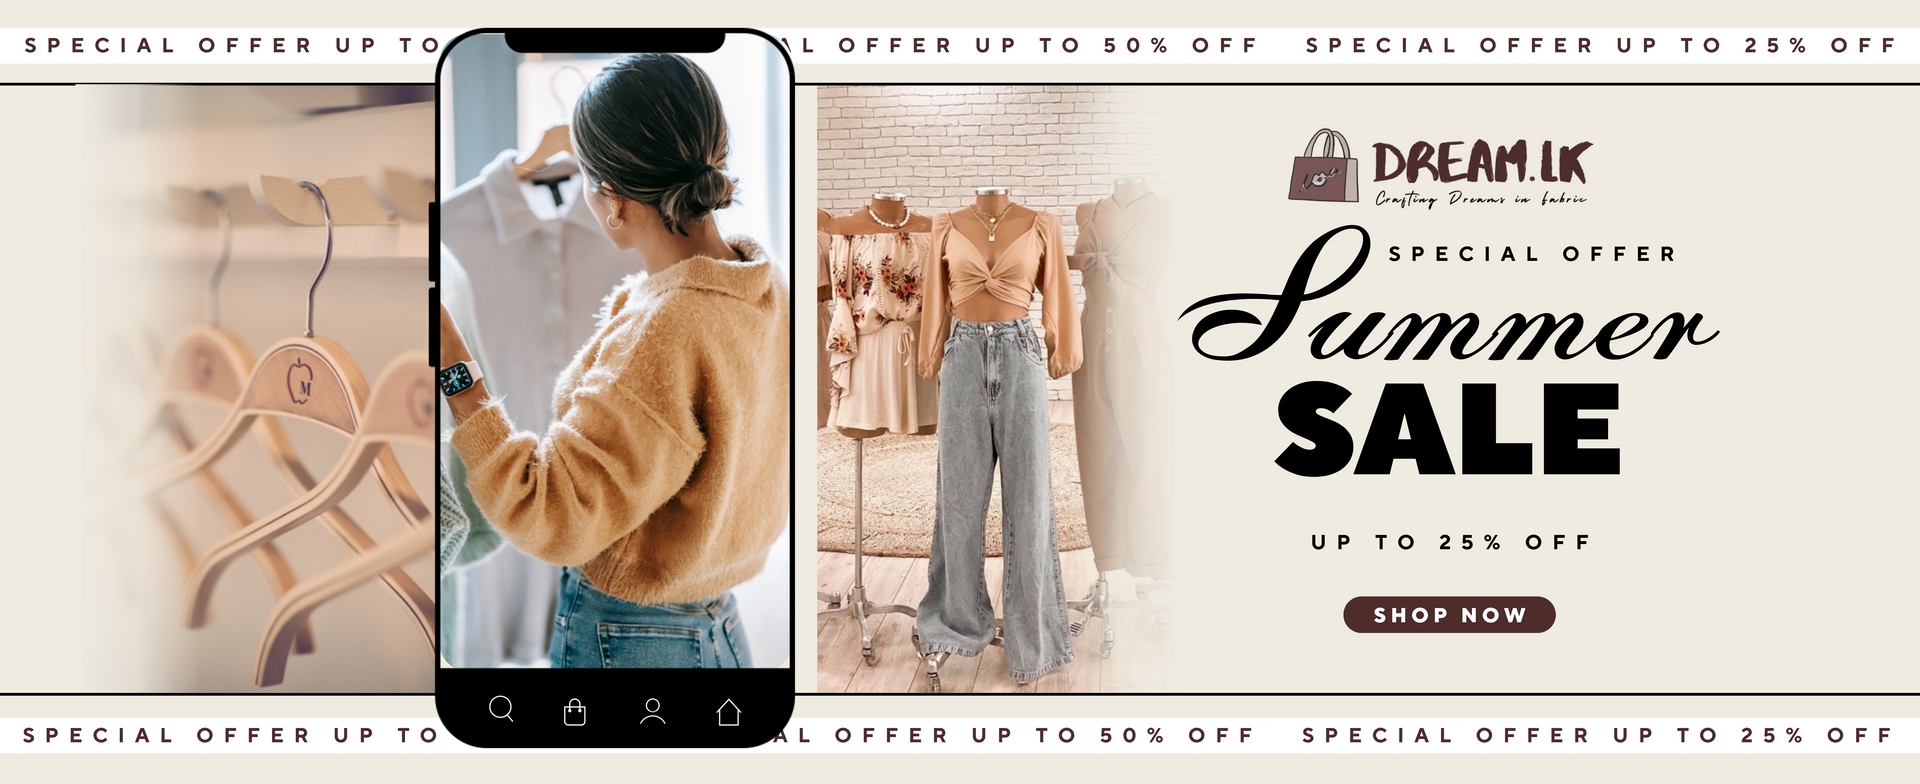 SPECIAL OFFER UP TO
AL OFFER UP TO 50% OFF
SPECIAL OFFER UP TO 25% OFF
DREAM.LK
Crafting Dreams in fabric
SPECIAL OFFER
Summer
SALE
UP TO 25% OFF
SHOP NOW
M
SPECIAL OFFER UP TO
AL OFFER UP TO 50% OFF
SPECIAL OFFER UP TO 25% OFF